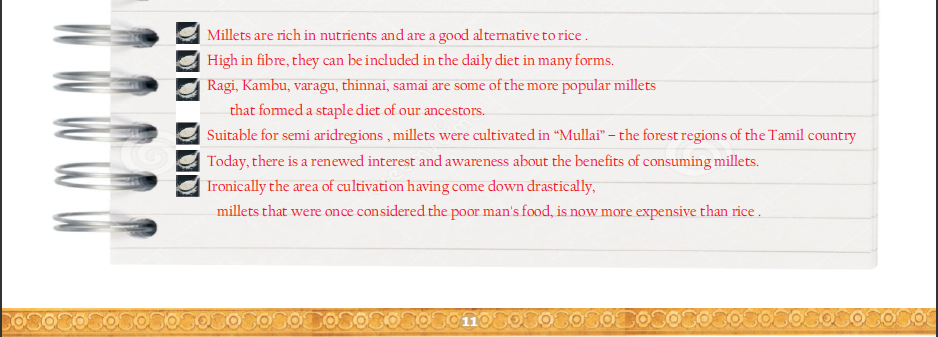 Millets are rich in nutrients and are a good alternative to rice .
High in fibre, they can be included in the daily diet in many forms.
Ragi, Kambu, varagu, thinnai, samai are some of the more popular millets
that formed a staple diet of our ancestors.
Suitable for semi aridregions , millets were cultivated in “Mullai” – the forest regions of the Tamil country
Today, there is a renewed interest and awareness about the benefits of consuming millets.
Ironically the area of cultivation having come down drastically,
millets that were once considered the poor man's food, is now more expensive than rice .
11